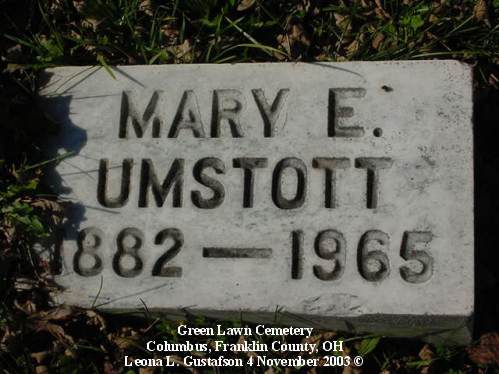 MARY E.
UMSTOTT
1882 — 1965
Green Lawn Cemetery
Columbus, Franklin County, OH
Leona L. Gustafson 4 November 2003 ©